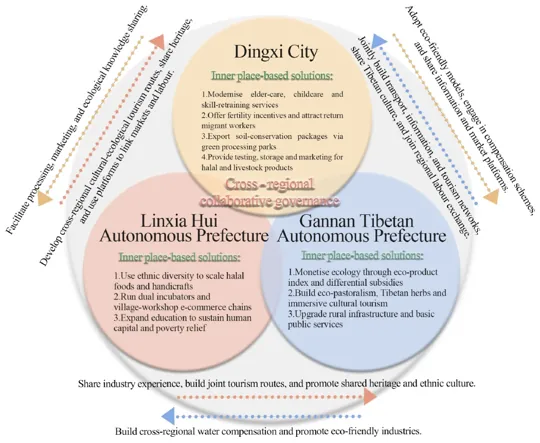 Facilitate processing, marketing, and ecological knowledge sharing.
Develop cross-regional cultural-ecological tourism routes, share heritage,
and use platforms to link markets and labour.
Adopt eco-friendly models, engage in compensation schemes,
and share information and market platforms.
Jointly build transport, information, and tourism networks,
share Tibetan culture, and join regional labour exchange.
Dingxi City
Inner place-based solutions:
1.Modernise elder-care, childcare and
skill-retraining services
2.Offer fertility incentives and attract return
migrant workers
3.Export soil-conservation packages via
green processing parks
4.Provide testing, storage and marketing for
halal and livestock products
Cross - regional
collaborative governance
Linxia Hui
Autonomous Prefecture
Inner place-based solutions:
1.Use ethnic diversity to scale halal
foods and handicrafts
2.Run dual incubators and
village-workshop e-commerce chains
3.Expand education to sustain human
capital and poverty relief
Gannan Tibetan
Autonomous Prefecture
Inner place-based solutions:
1.Monetise ecology through eco-product
index and differential subsidies
2.Build eco-pastoralism, Tibetan herbs and
immersive cultural tourism
3.Upgrade rural infrastructure and basic
public services
Share industry experience, build joint tourism routes, and promote shared heritage and ethnic culture.
Build cross-regional water compensation and promote eco-friendly industries.